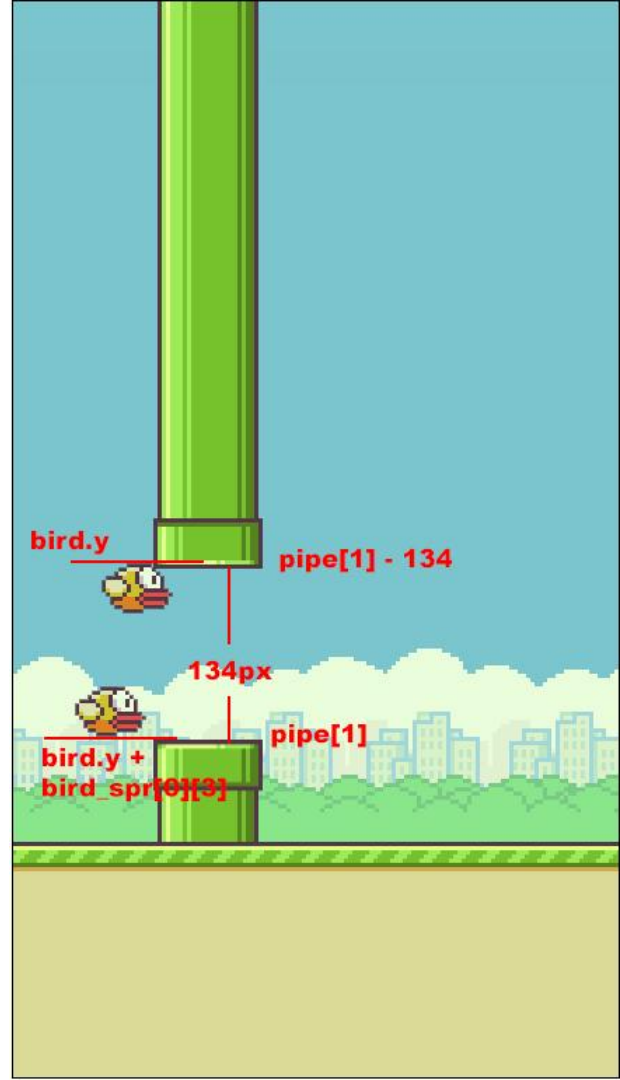 bird.y
pipe[1] - 134
134px
pipe[1]
bird.y +
bird_spr[0][3]